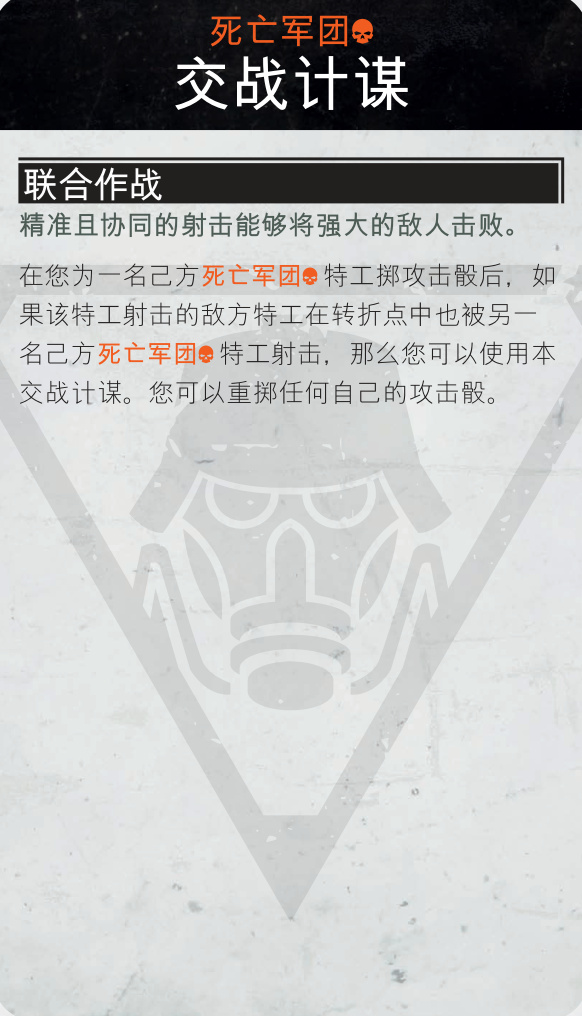 死亡军团
交战计谋
联合作战
精准且协同的射击能够将强大的敌人击败。
在您为一名己方死亡军团特工掷攻击骰后，如
果该特工射击的敌方特工在转折点中也被另一
名己方死亡军团特工射击，那么您可以使用本
交战计谋。您可以重掷任何自己的攻击骰。